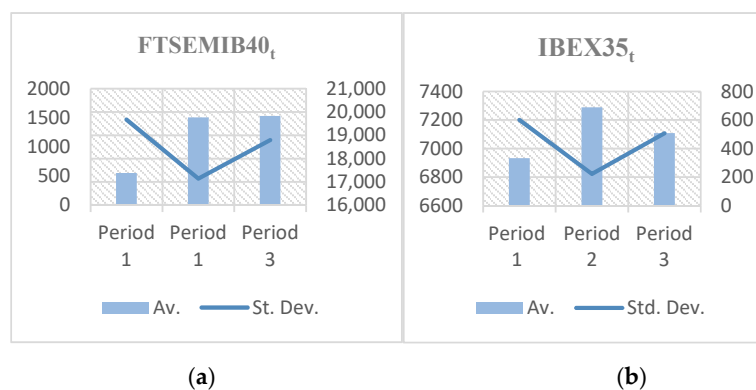 FTSEMIB40t
2000
1500
1000
500
0
21,000
20,000
19,000
18,000
17,000
16,000
Period 1
Period 1
Period 3
Av.
St. Dev.
(a)
IBEX35t
7400
7200
7000
6800
6600
800
600
400
200
0
Period 1
Period 2
Period 3
Av.
Std. Dev.
(b)